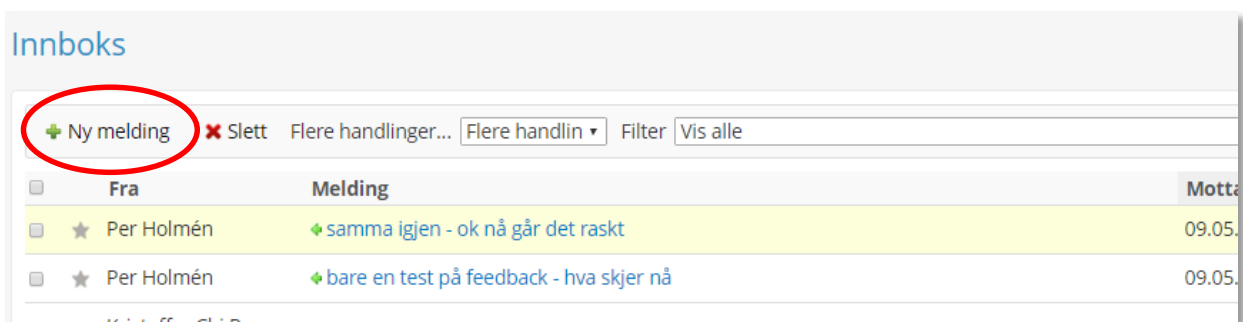 Innboks
Ny melding Slett Flere handlinger... Flere handlin Filter Vis alle
Fra Melding Motta
Per Holmén samma igjen - ok nå går det raskt 09.05.
Per Holmén bare en test på feedback - hva skjer nå 09.05.